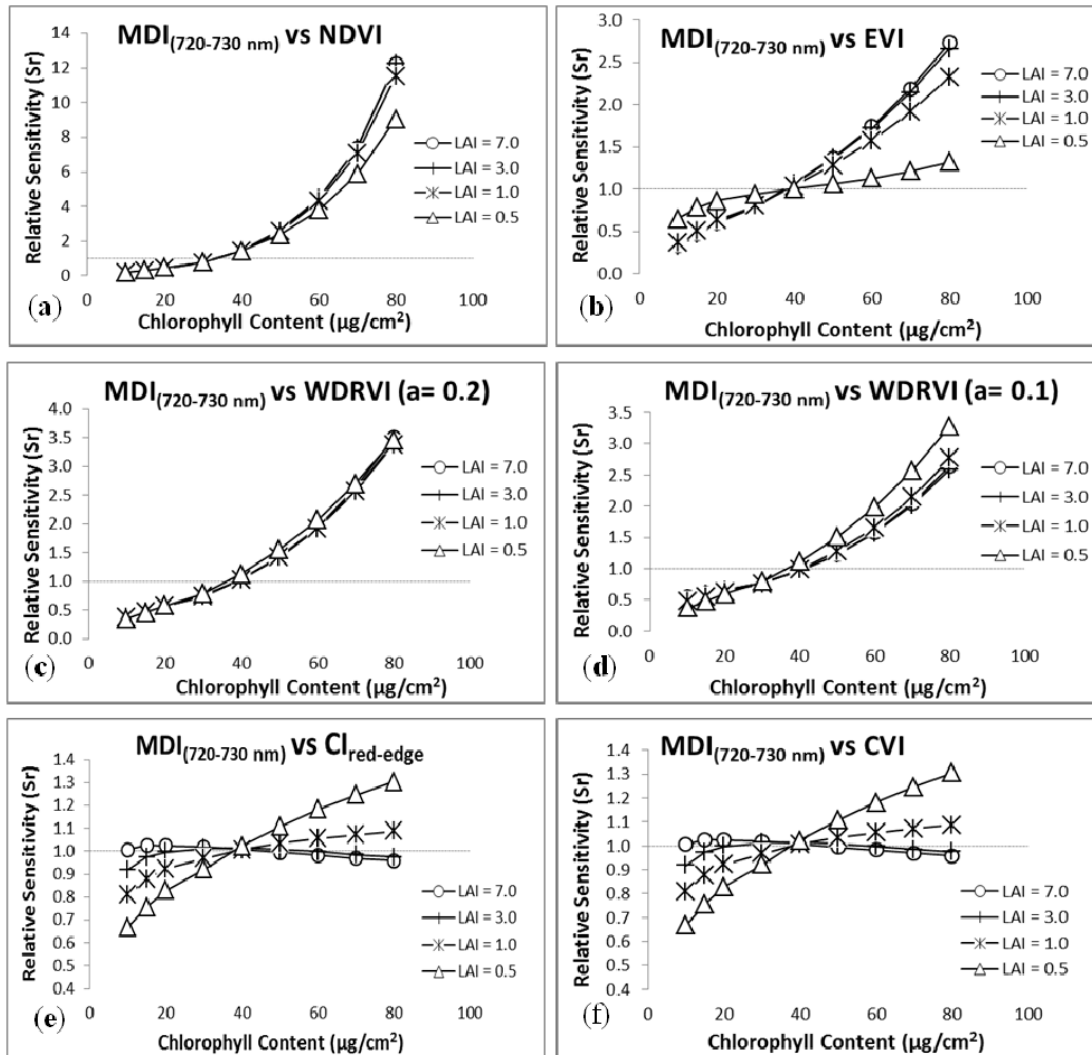 MDI(720-730 nm) vs NDVI
Relative Sensitivity (Sr)
14
12
10
8
6
4
2
0
0 20 40 60 80 100
Chlorophyll Content (µg/cm²)
LAI = 7.0
LAI = 3.0
LAI = 1.0
LAI = 0.5
(a)
MDI(720-730 nm) vs EVI
Relative Sensitivity (Sr)
3.0
2.5
2.0
1.5
1.0
0.5
0.0
0 20 40 60 80 100
Chlorophyll Content (µg/cm²)
LAI = 7.0
LAI = 3.0
LAI = 1.0
LAI = 0.5
(b)
MDI(720-730 nm) vs WDRVI (a= 0.2)
Relative Sensitivity (Sr)
4.0
3.5
3.0
2.5
2.0
1.5
1.0
0.5
0.0
0 20 40 60 80 100
Chlorophyll Content (µg/cm²)
LAI = 7.0
LAI = 3.0
LAI = 1.0
LAI = 0.5
(c)
MDI(720-730 nm) vs WDRVI (a= 0.1)
Relative Sensitivity (Sr)
3.5
3.0
2.5
2.0
1.5
1.0
0.5
0.0
0 20 40 60 80 100
Chlorophyll Content (µg/cm²)
LAI = 7.0
LAI = 3.0
LAI = 1.0
LAI = 0.5
(d)
MDI(720-730 nm) vs CIred-edge
Relative Sensitivity (Sr)
1.4
1.3
1.2
1.1
1.0
0.9
0.8
0.7
0.6
0.5
0.4
0 20 40 60 80 100
Chlorophyll Content (µg/cm²)
LAI = 7.0
LAI = 3.0
LAI = 1.0
LAI = 0.5
(e)
MDI(720-730 nm) vs CVI
Relative Sensitivity (Sr)
1.4
1.3
1.2
1.1
1.0
0.9
0.8
0.7
0.6
0.5
0.4
0 20 40 60 80 100
Chlorophyll Content (µg/cm²)
LAI = 7.0
LAI = 3.0
LAI = 1.0
LAI = 0.5
(f)